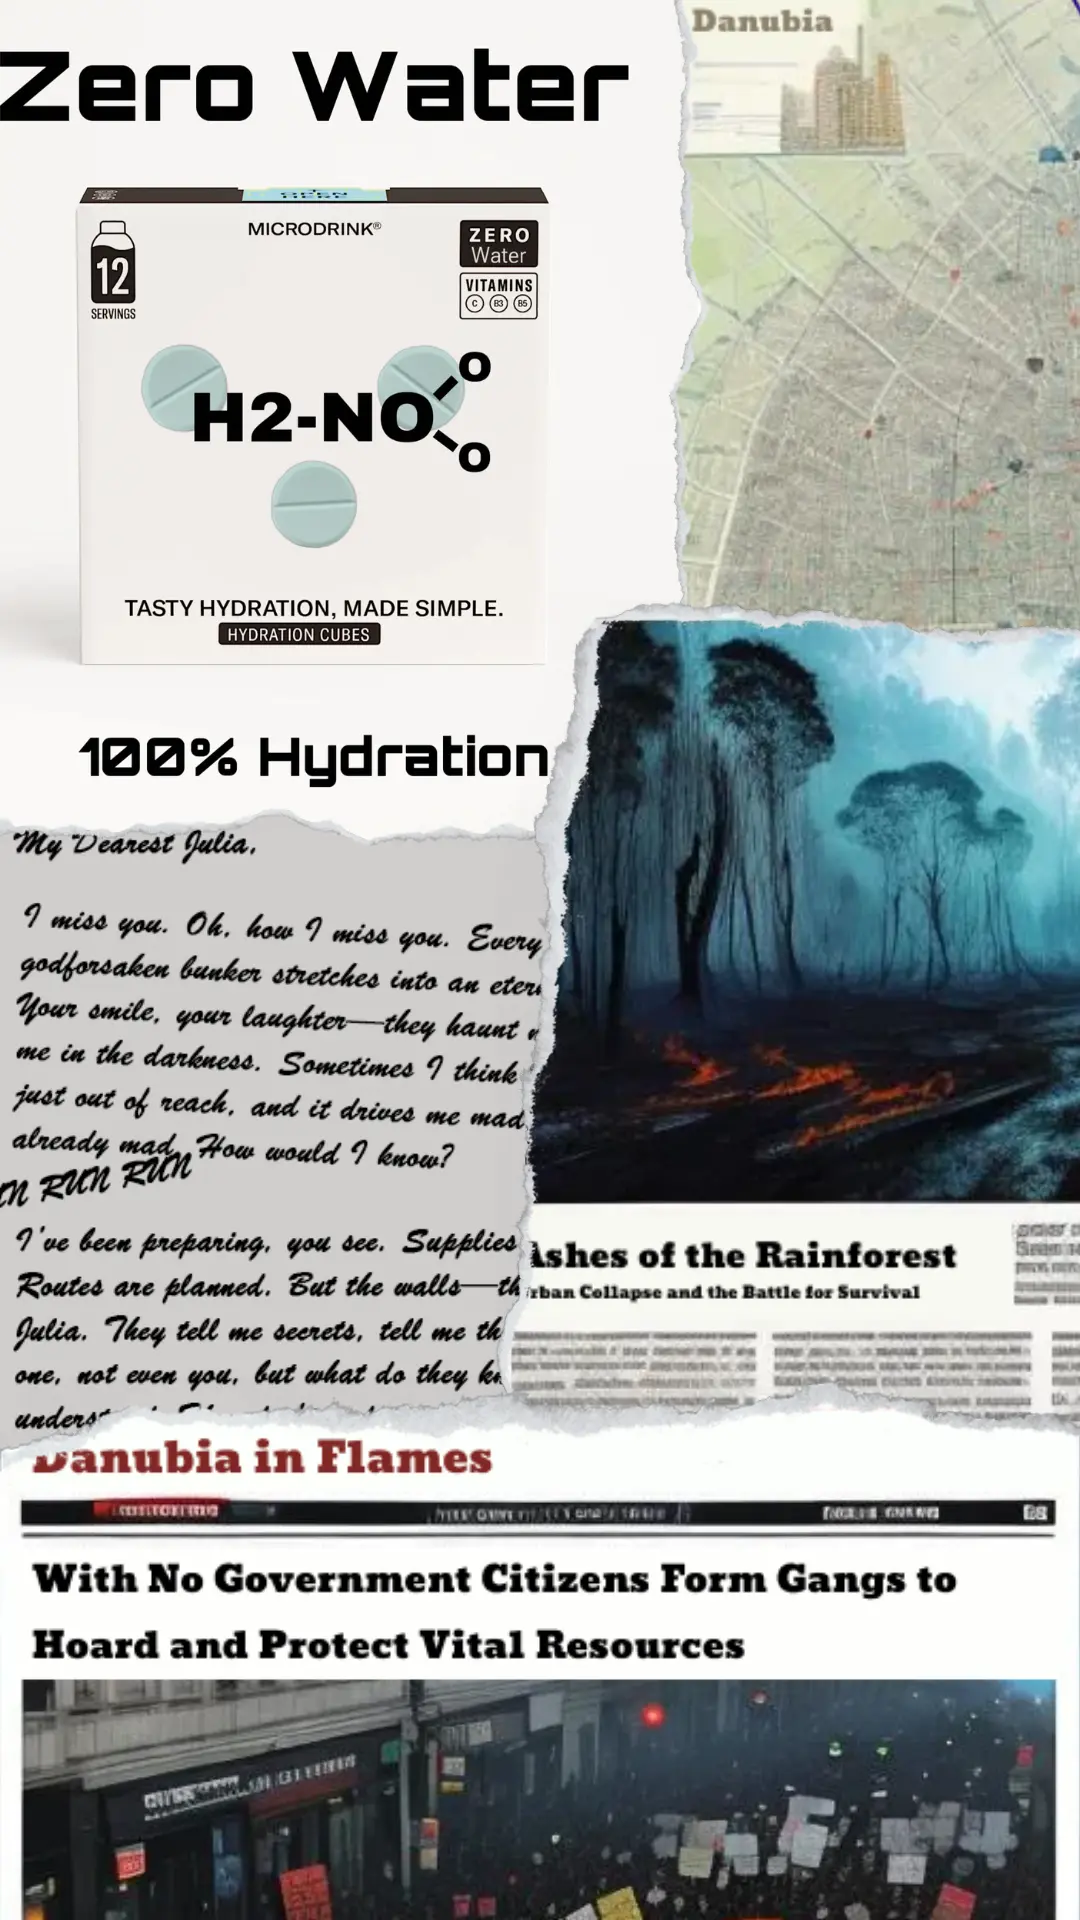 Zero Water
OPEN
HERE
MICRODRINK®
12
SERVINGS
ZERO
Water
VITAMINS
C B3 B5
H2-NO
O
O
TASTY HYDRATION, MADE SIMPLE.
HYDRATION CUBES
100% Hydration
Danubia
My Dearest Julia,
I miss you. Oh, how I miss you. Every
godforsaken bunker stretches into an
Your smile, your laughter—they haunt
me in the darkness. Sometimes I think
just out of reach, and it drives me mad
already mad. How would I know?
RUN RUN
I've been preparing, you see. Supplies
Routes are planned. But the walls—
Julia. They tell me secrets, tell me
one, not even you, but what do they
Ashes of the Rainforest
Collapse and the Battle for Survival
Danubia in Flames
With No Government Citizens Form Gangs to
Hoard and Protect Vital Resources